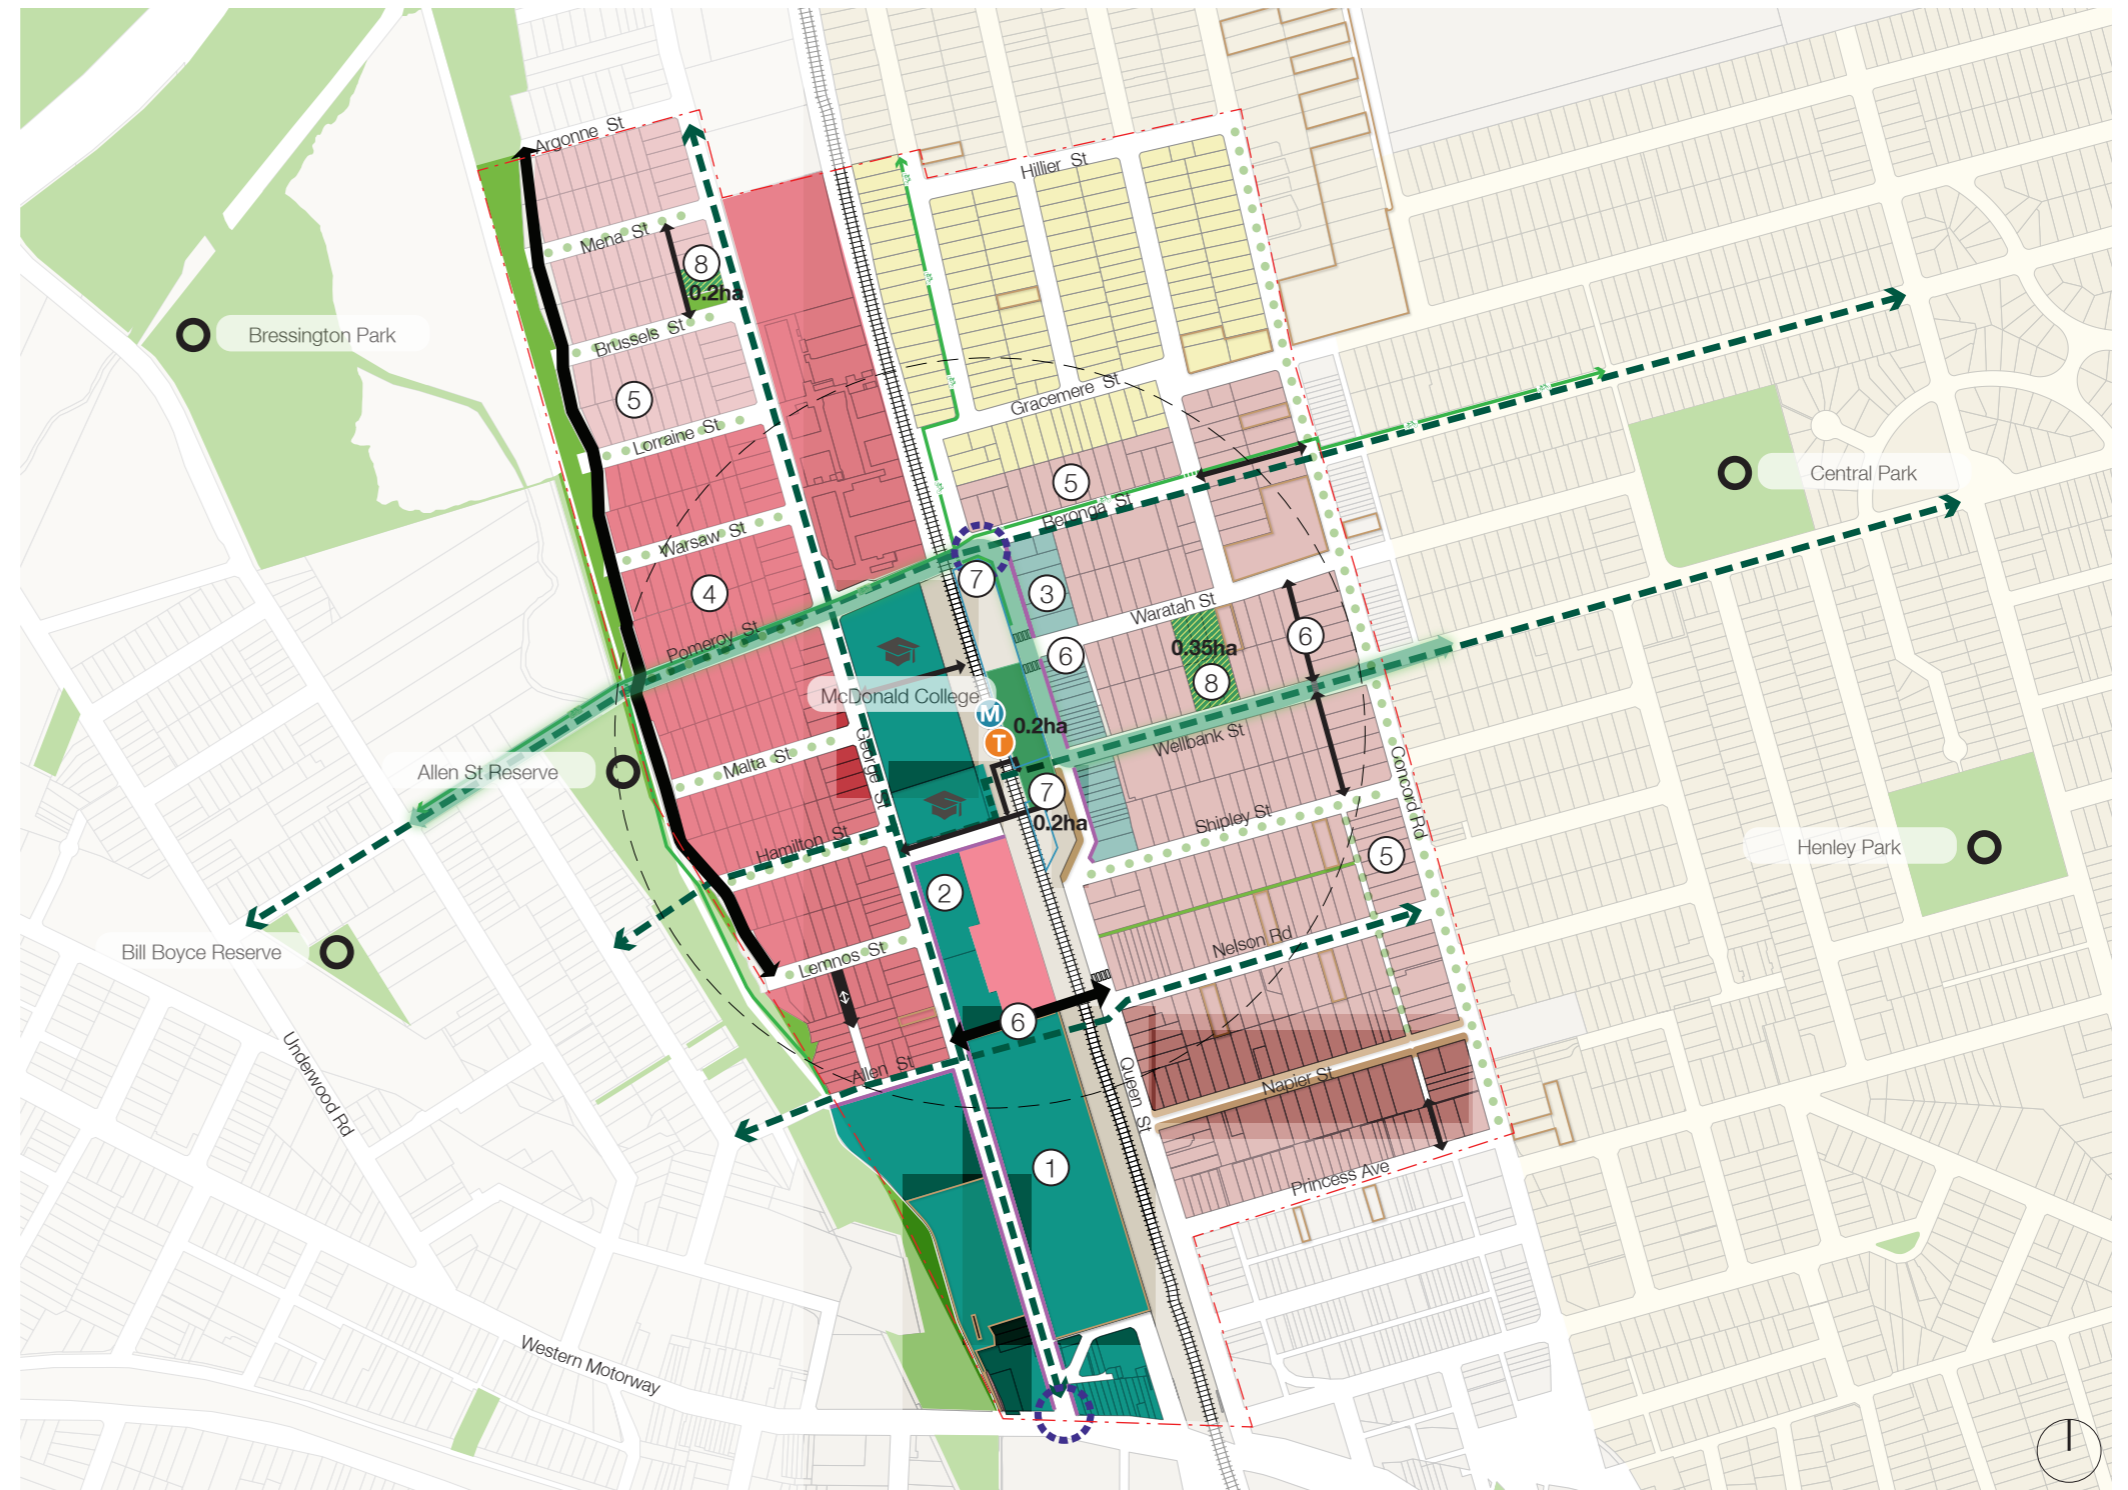 Argonne St
Hillier St
Mena St
8
0.2ha
Bressington Park
Brussels St
Gracemere St
5
Lorraine St
5
Central Park
Beronga St
Warsaw St
7
3
4
Waratah St
Pomeroy St
6
0.35ha
6
8
McDonald College
M
0.2ha
T
Wellbank St
George St
Malta St
Allen St Reserve
7
Concord Rd
0.2ha
Shipley St
Hamilton St
Henley Park
5
2
Nelson Rd
Bill Boyce Reserve
Lemnos St
6
Underwood Rd
Allen St
Queen St
Napier St
1
Princess Ave
Western Motorway